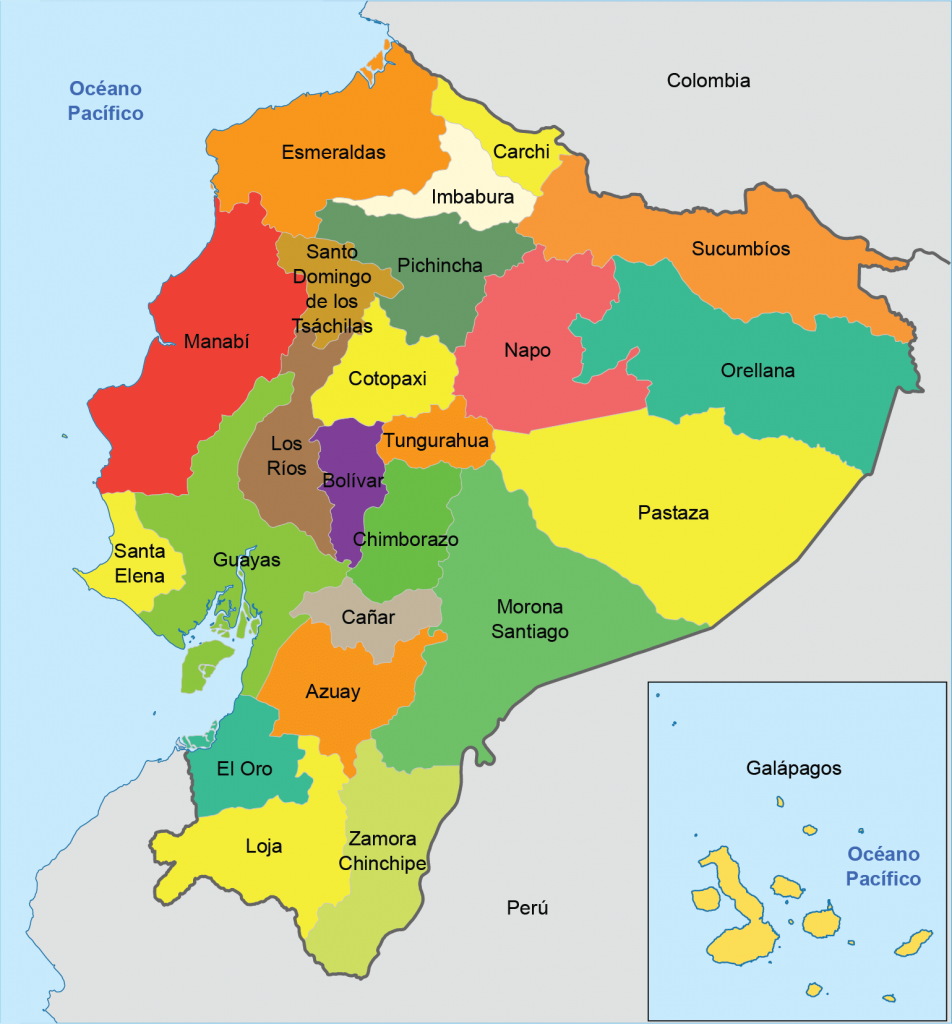 Océano
Pacífico
Colombia
Esmeraldas
Carchi
Imbabura
Sucumbíos
Santo
Domingo
de los
Tsáchilas
Pichincha
Manabí
Napo
Cotopaxi
Orellana
Los
Ríos
Tungurahua
Bolívar
Pastaza
Chimborazo
Santa
Elena
Guayas
Cañar
Morona
Santiago
Azuay
El Oro
Galápagos
Loja
Zamora
Chinchipe
Océano
Pacífico
Perú